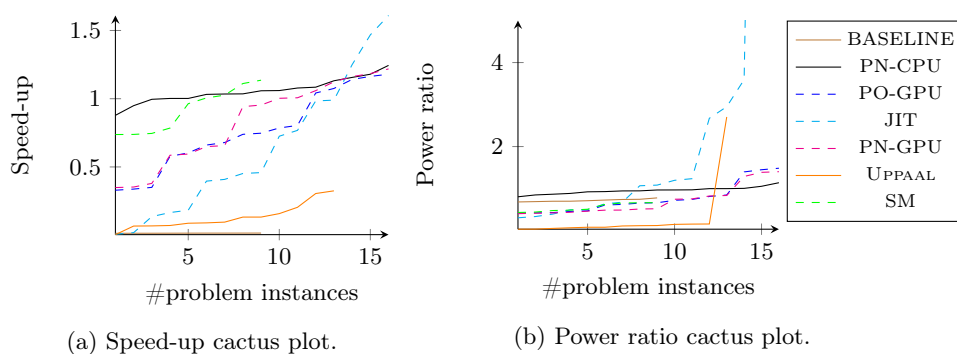 Speed-up
1.5
1
0.5
5
10
15
#problem instances
(a) Speed-up cactus plot.
Power ratio
4
2
5
10
15
#problem instances
(b) Power ratio cactus plot.
BASELINE
PN-CPU
PO-GPU
JIT
PN-GPU
UPPAAL
SM